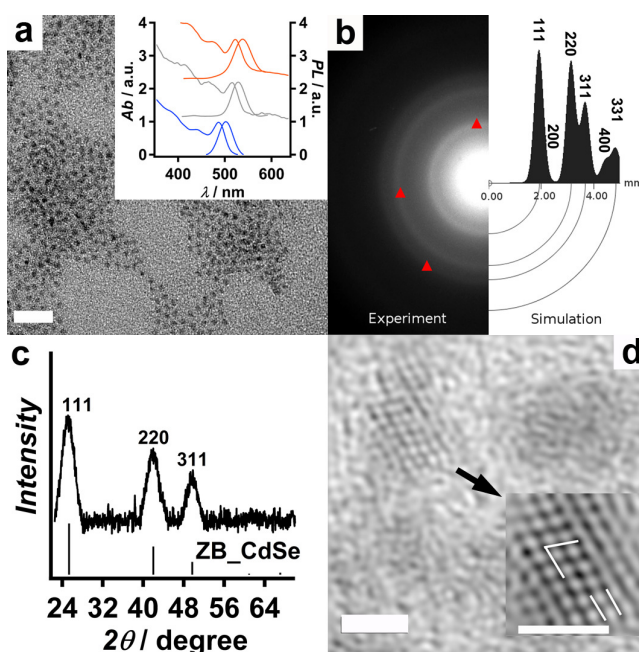 a
4
3
2
1
0
Ab / a.u.
4
3
2
1
0
PL / a.u.
400
500
600
λ / nm
b
111
200
220
311
400
331
0.00
2.00
4.00
mm
Experiment
Simulation
c
Intensity
111
220
311
ZB_CdSe
24 32 40 48 56 64
2θ / degree
d